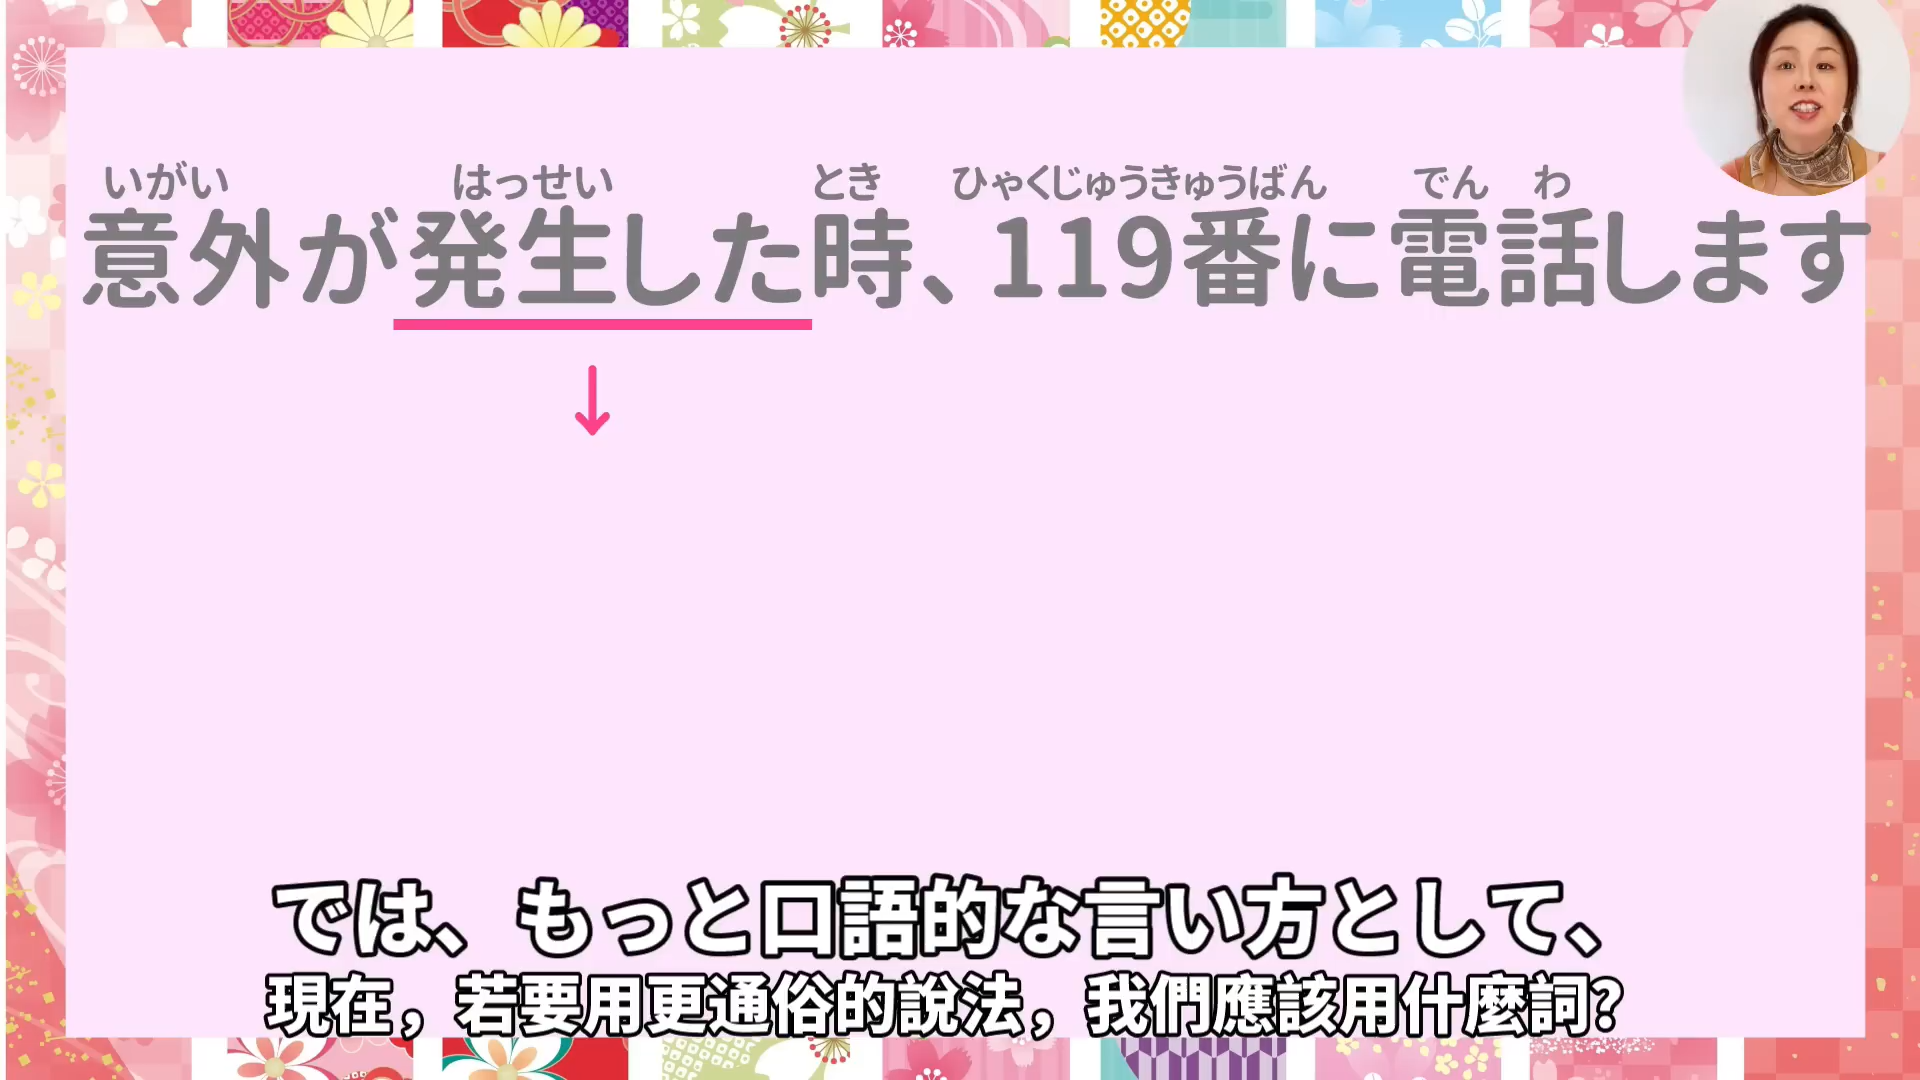 いがい はっせい とき ひゃくじゅうきゅうばん でん わ
意外が発生した時、119番に電話します
↓
では、もっと口語的な言い方として、
現在，若要用更通俗的說法，我們應該用什麼詞?